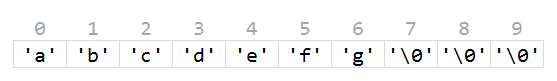 0 1 2 3 4 5 6 7 8 9
'a' 'b' 'c' 'd' 'e' 'f' 'g' '\0' '\0' '\0'